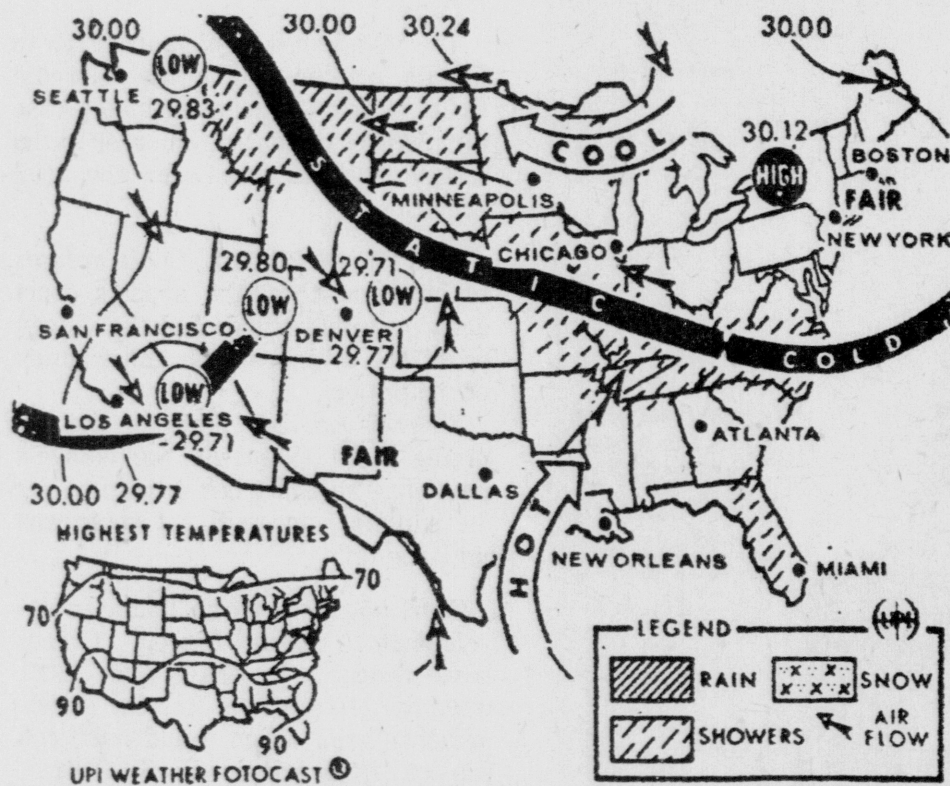 30.00
30.00
30.24
30.00
LOW
SEATTLE
29.83
COOL
30.12
HIGH
BOSTON
FAIR
MINNEAPOLIS
NEW YORK
CHICAGO
STATIC
29.80
29.71
LOW
LOW
SAN FRANCISCO
DENVER
29.77
COLD
LOW
LOS ANGELES
29.71
ATLANTA
FAIR
DALLAS
30.00
29.77
HOT
NEW ORLEANS
MIAMI
HIGHEST TEMPERATURES
70
70
90
90
UPI WEATHER FOTOCAST ®
LEGEND
UPI
RAIN
SNOW
SHOWERS
AIR
FLOW